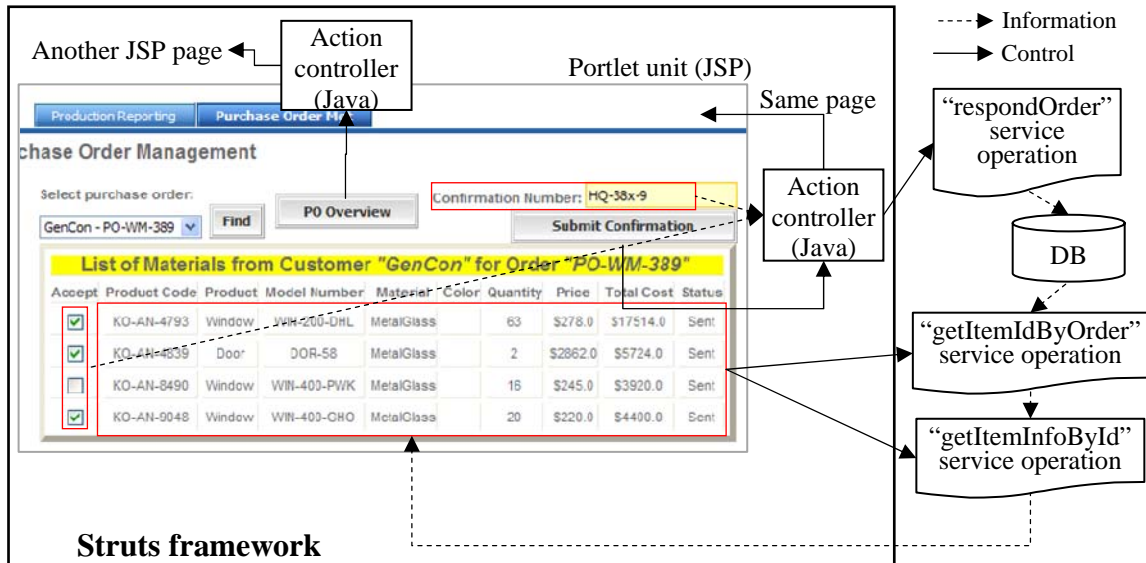 Information
Control
Another JSP page
Action
controller
(Java)
Portlet unit (JSP)
Same page
"respondOrder"
service
operation
Production Reporting
Purchase Order
chase Order Management
Select purchase order:
GenCon - PO-WM-389
Find
PO Overview
Confirmation Number: HQ-38x-9
Submit Confirmation
Action
controller
(Java)
DB
List of Materials from Customer "GenCon" for Order "PO-WM-389"
Accept Product Code Product Model Number Material Color Quantity Price Total Cost Status
KO-AN-4793 Window WIN-200-DHL MetalGlass 63 $278.0 $17514.0 Sent
KO-AN-4839 Door DOR-58 MetalGlass 2 $2862.0 $5724.0 Sent
KO-AN-8490 Window WIN-400-PWK MetalGlass 16 $245.0 $3920.0 Sent
KO-AN-9048 Window WIN-400-GHO MetalGlass 20 $220.0 $4400.0 Sent
"getItemIdByOrder"
service operation
"getItemInfoById"
service operation
Struts framework